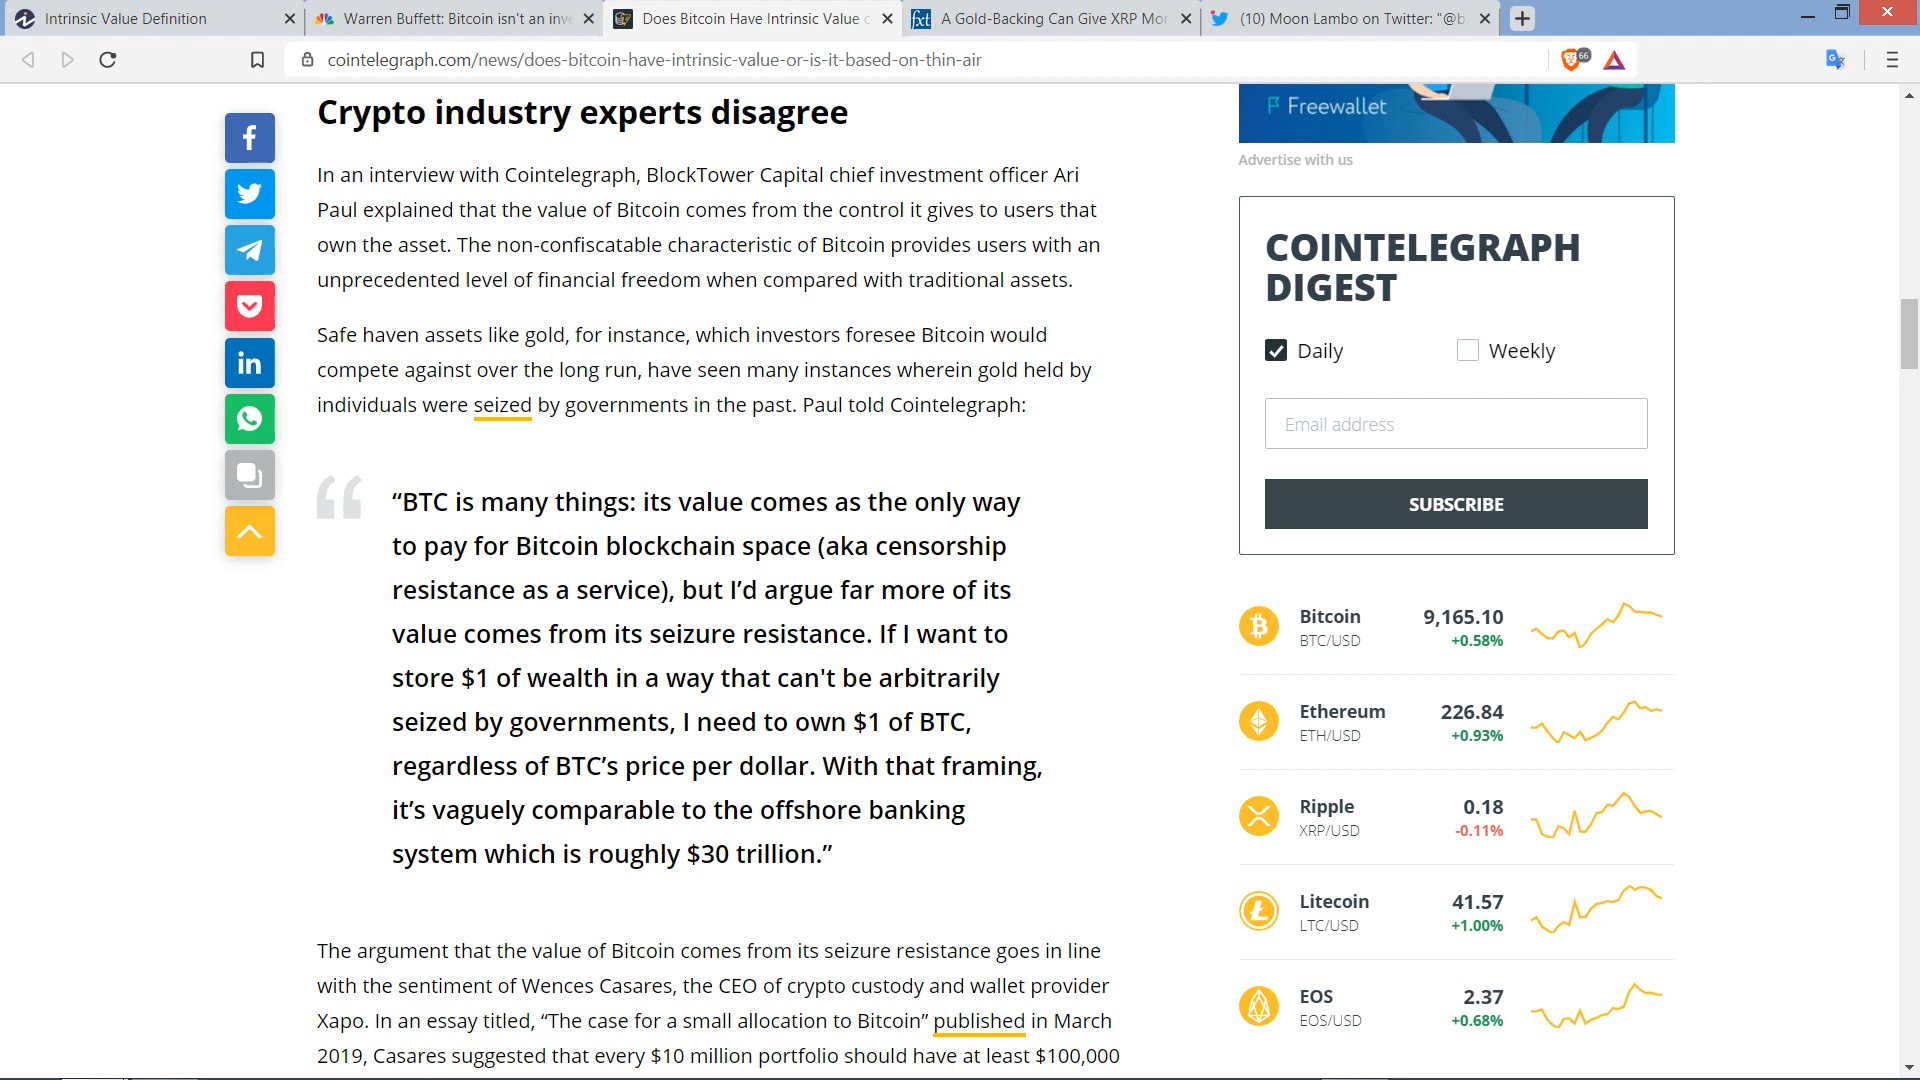 Intrinsic Value Definition
Warren Buffett: Bitcoin isn't an inve
Does Bitcoin Have Intrinsic Value o
fxt
A Gold-Backing Can Give XRP Mor
(10) Moon Lambo on Twitter: "@b
cointelegraph.com/news/does-bitcoin-have-intrinsic-value-or-is-it-based-on-thin-air
66
Crypto industry experts disagree
In an interview with Cointelegraph, BlockTower Capital chief investment officer Ari
Paul explained that the value of Bitcoin comes from the control it gives to users that
own the asset. The non-confiscatable characteristic of Bitcoin provides users with an
unprecedented level of financial freedom when compared with traditional assets.
Safe haven assets like gold, for instance, which investors foresee Bitcoin would
compete against over the long run, have seen many instances wherein gold held by
individuals were seized by governments in the past. Paul told Cointelegraph:
“BTC is many things: its value comes as the only way
to pay for Bitcoin blockchain space (aka censorship
resistance as a service), but I’d argue far more of its
value comes from its seizure resistance. If I want to
store $1 of wealth in a way that can't be arbitrarily
seized by governments, I need to own $1 of BTC,
regardless of BTC’s price per dollar. With that framing,
it’s vaguely comparable to the offshore banking
system which is roughly $30 trillion.”
The argument that the value of Bitcoin comes from its seizure resistance goes in line
with the sentiment of Wences Casares, the CEO of crypto custody and wallet provider
Xapo. In an essay titled, “The case for a small allocation to Bitcoin” published in March
2019, Casares suggested that every $10 million portfolio should have at least $100,000
Freewallet
Advertise with us
COINTELEGRAPH
DIGEST
Daily
Weekly
Email address
SUBSCRIBE
Bitcoin 9,165.10
BTC/USD +0.58%
Ethereum 226.84
ETH/USD +0.93%
Ripple 0.18
XRP/USD -0.11%
Litecoin 41.57
LTC/USD +1.00%
EOS 2.37
EOS/USD +0.68%